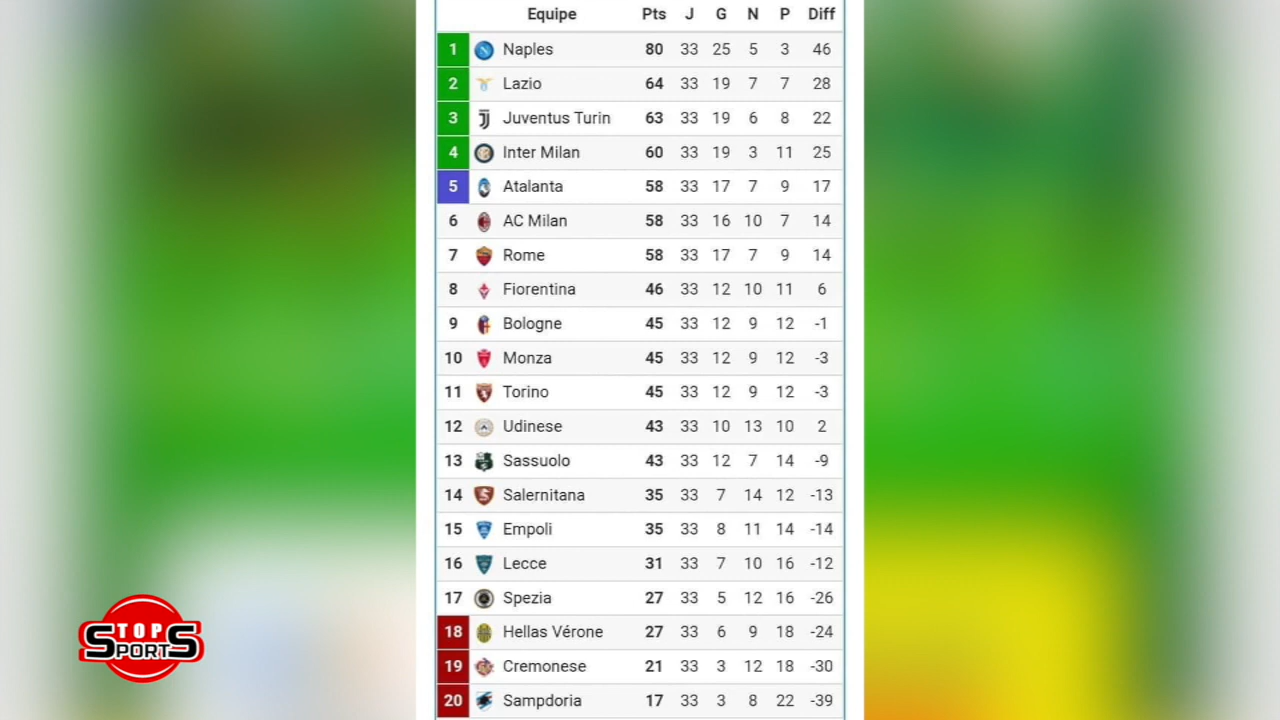 Equipe Pts J G N P Diff
1 Naples 80 33 25 5 3 46
2 Lazio 64 33 19 7 7 28
3 Juventus Turin 63 33 19 6 8 22
4 Inter Milan 60 33 19 3 11 25
5 Atalanta 58 33 17 7 9 17
6 AC Milan 58 33 16 10 7 14
7 Rome 58 33 17 7 9 14
8 Fiorentina 46 33 12 10 11 6
9 Bologne 45 33 12 9 12 -1
10 Monza 45 33 12 9 12 -3
11 Torino 45 33 12 9 12 -3
12 Udinese 43 33 10 13 10 2
13 Sassuolo 43 33 12 7 14 -9
14 Salernitana 35 33 7 14 12 -13
15 Empoli 35 33 8 11 14 -14
16 Lecce 31 33 7 10 16 -12
17 Spezia 27 33 5 12 16 -26
18 Hellas Vérone 27 33 6 9 18 -24
19 Cremonese 21 33 3 12 18 -30
20 Sampdoria 17 33 3 8 22 -39
TOP
SPORTS